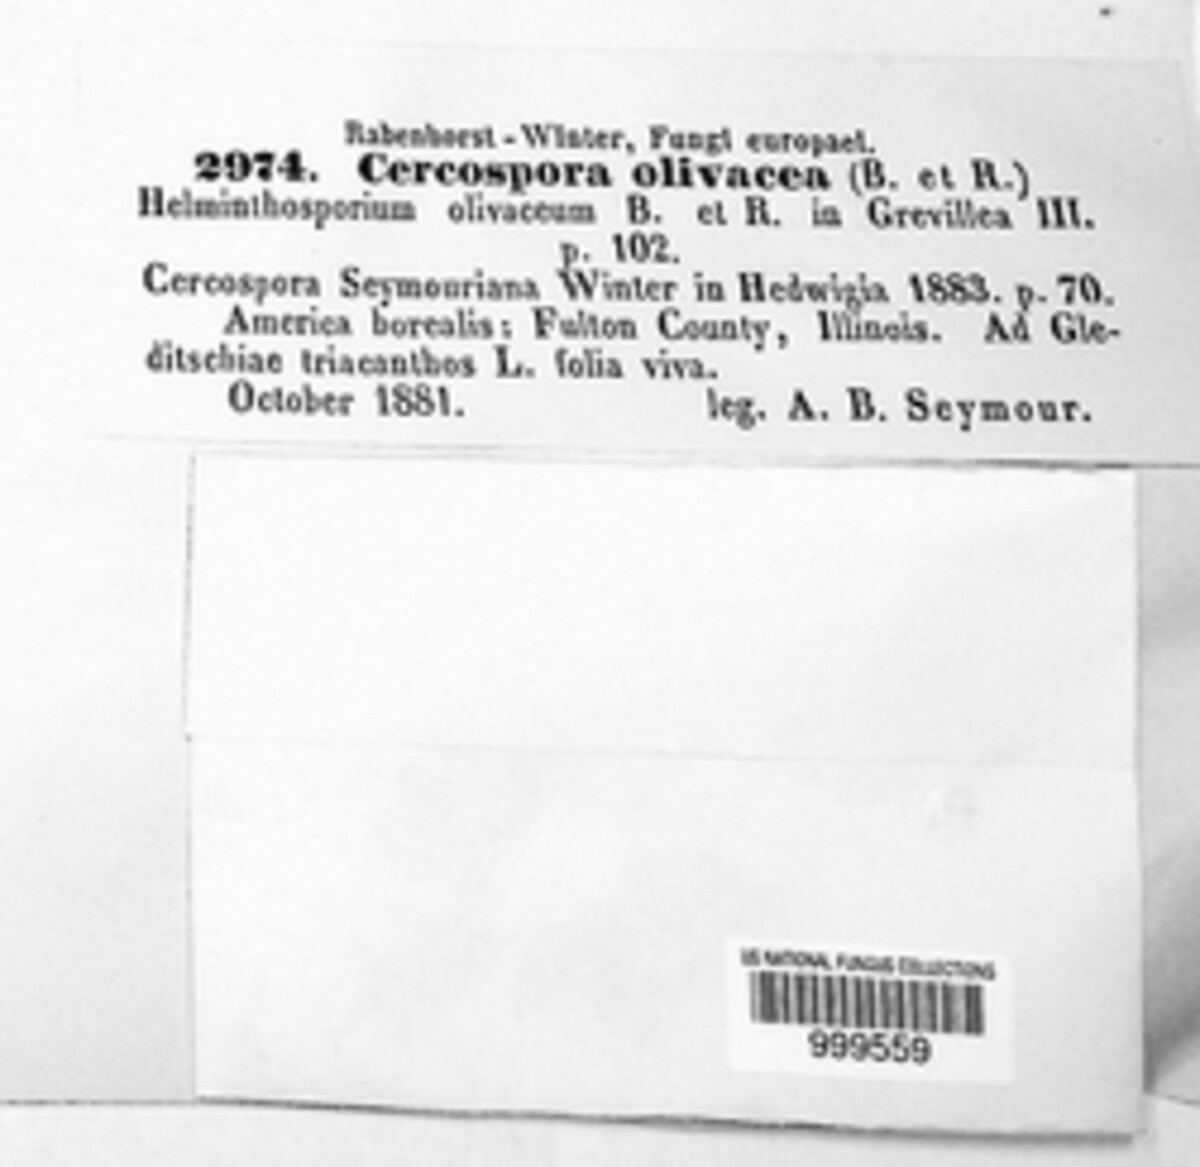 Rabenhorst-Winter, Fungi europaei.
2974. Cercospora olivacea (B. et R.)
Helminthosporium olivaceum B. et R. in Grevillea III.
p. 102.
Cercospora Seymouriana Winter in Hedwigia 1883. p. 70.
America borealis: Fulton County, Illinois. Ad Gle-
ditschiae triacanthos L. folia viva.
October 1881. leg. A. B. Seymour.
US NATIONAL FUNGUS COLLECTIONS
999559